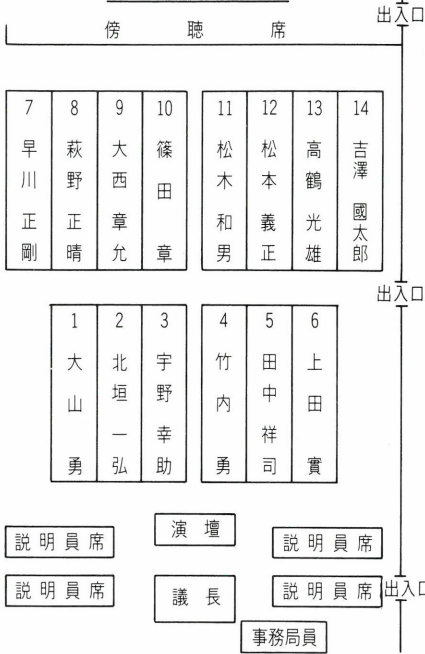 出入口
傍聴席
7 早川正剛
8 萩野正晴
9 大西章允
10 篠田章
11 松木和男
12 松本義正
13 高鶴光雄
14 吉澤國太郎
出入口
1 大山勇
2 北垣一弘
3 宇野幸助
4 竹内勇
5 田中祥司
6 上田實
演壇
説明員席
説明員席
説明員席
議長
説明員席
出入口
事務局員